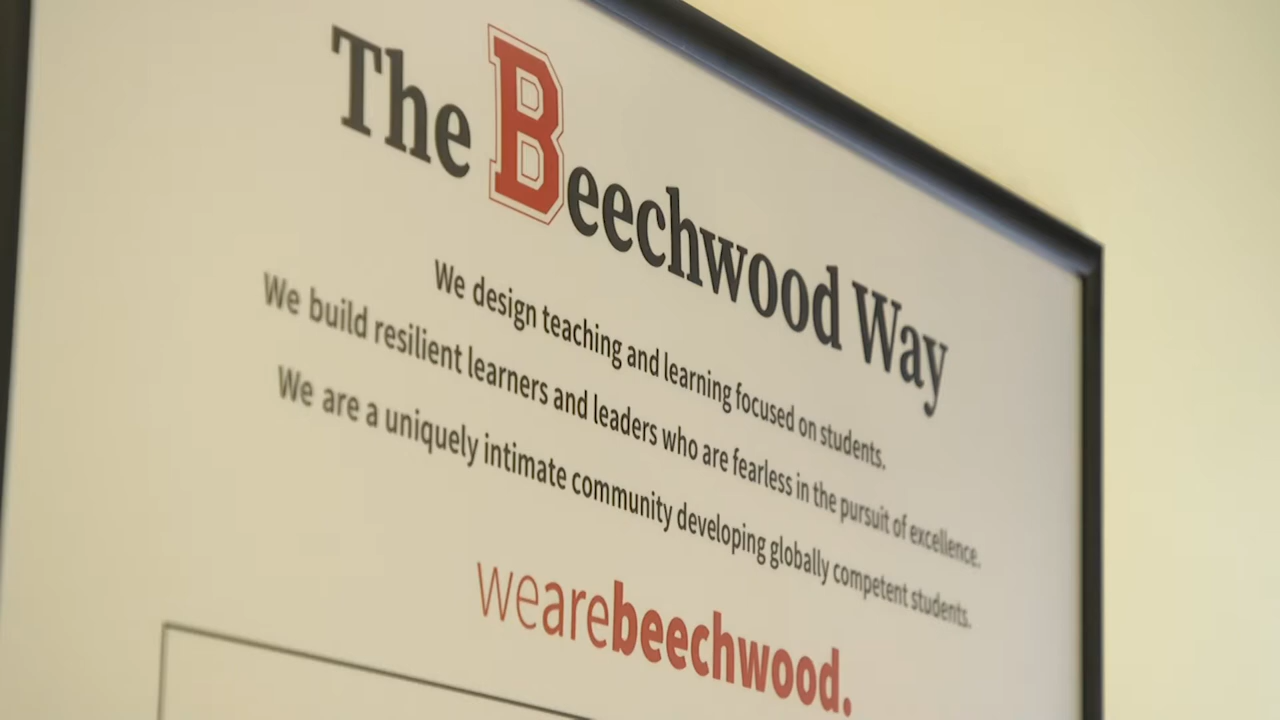 The Beechwood Way
We design teaching and learning focused on students.
We build resilient learners and leaders who are fearless in the pursuit of excellence.
We are a uniquely intimate community developing globally competent students.
wearebeechwood.